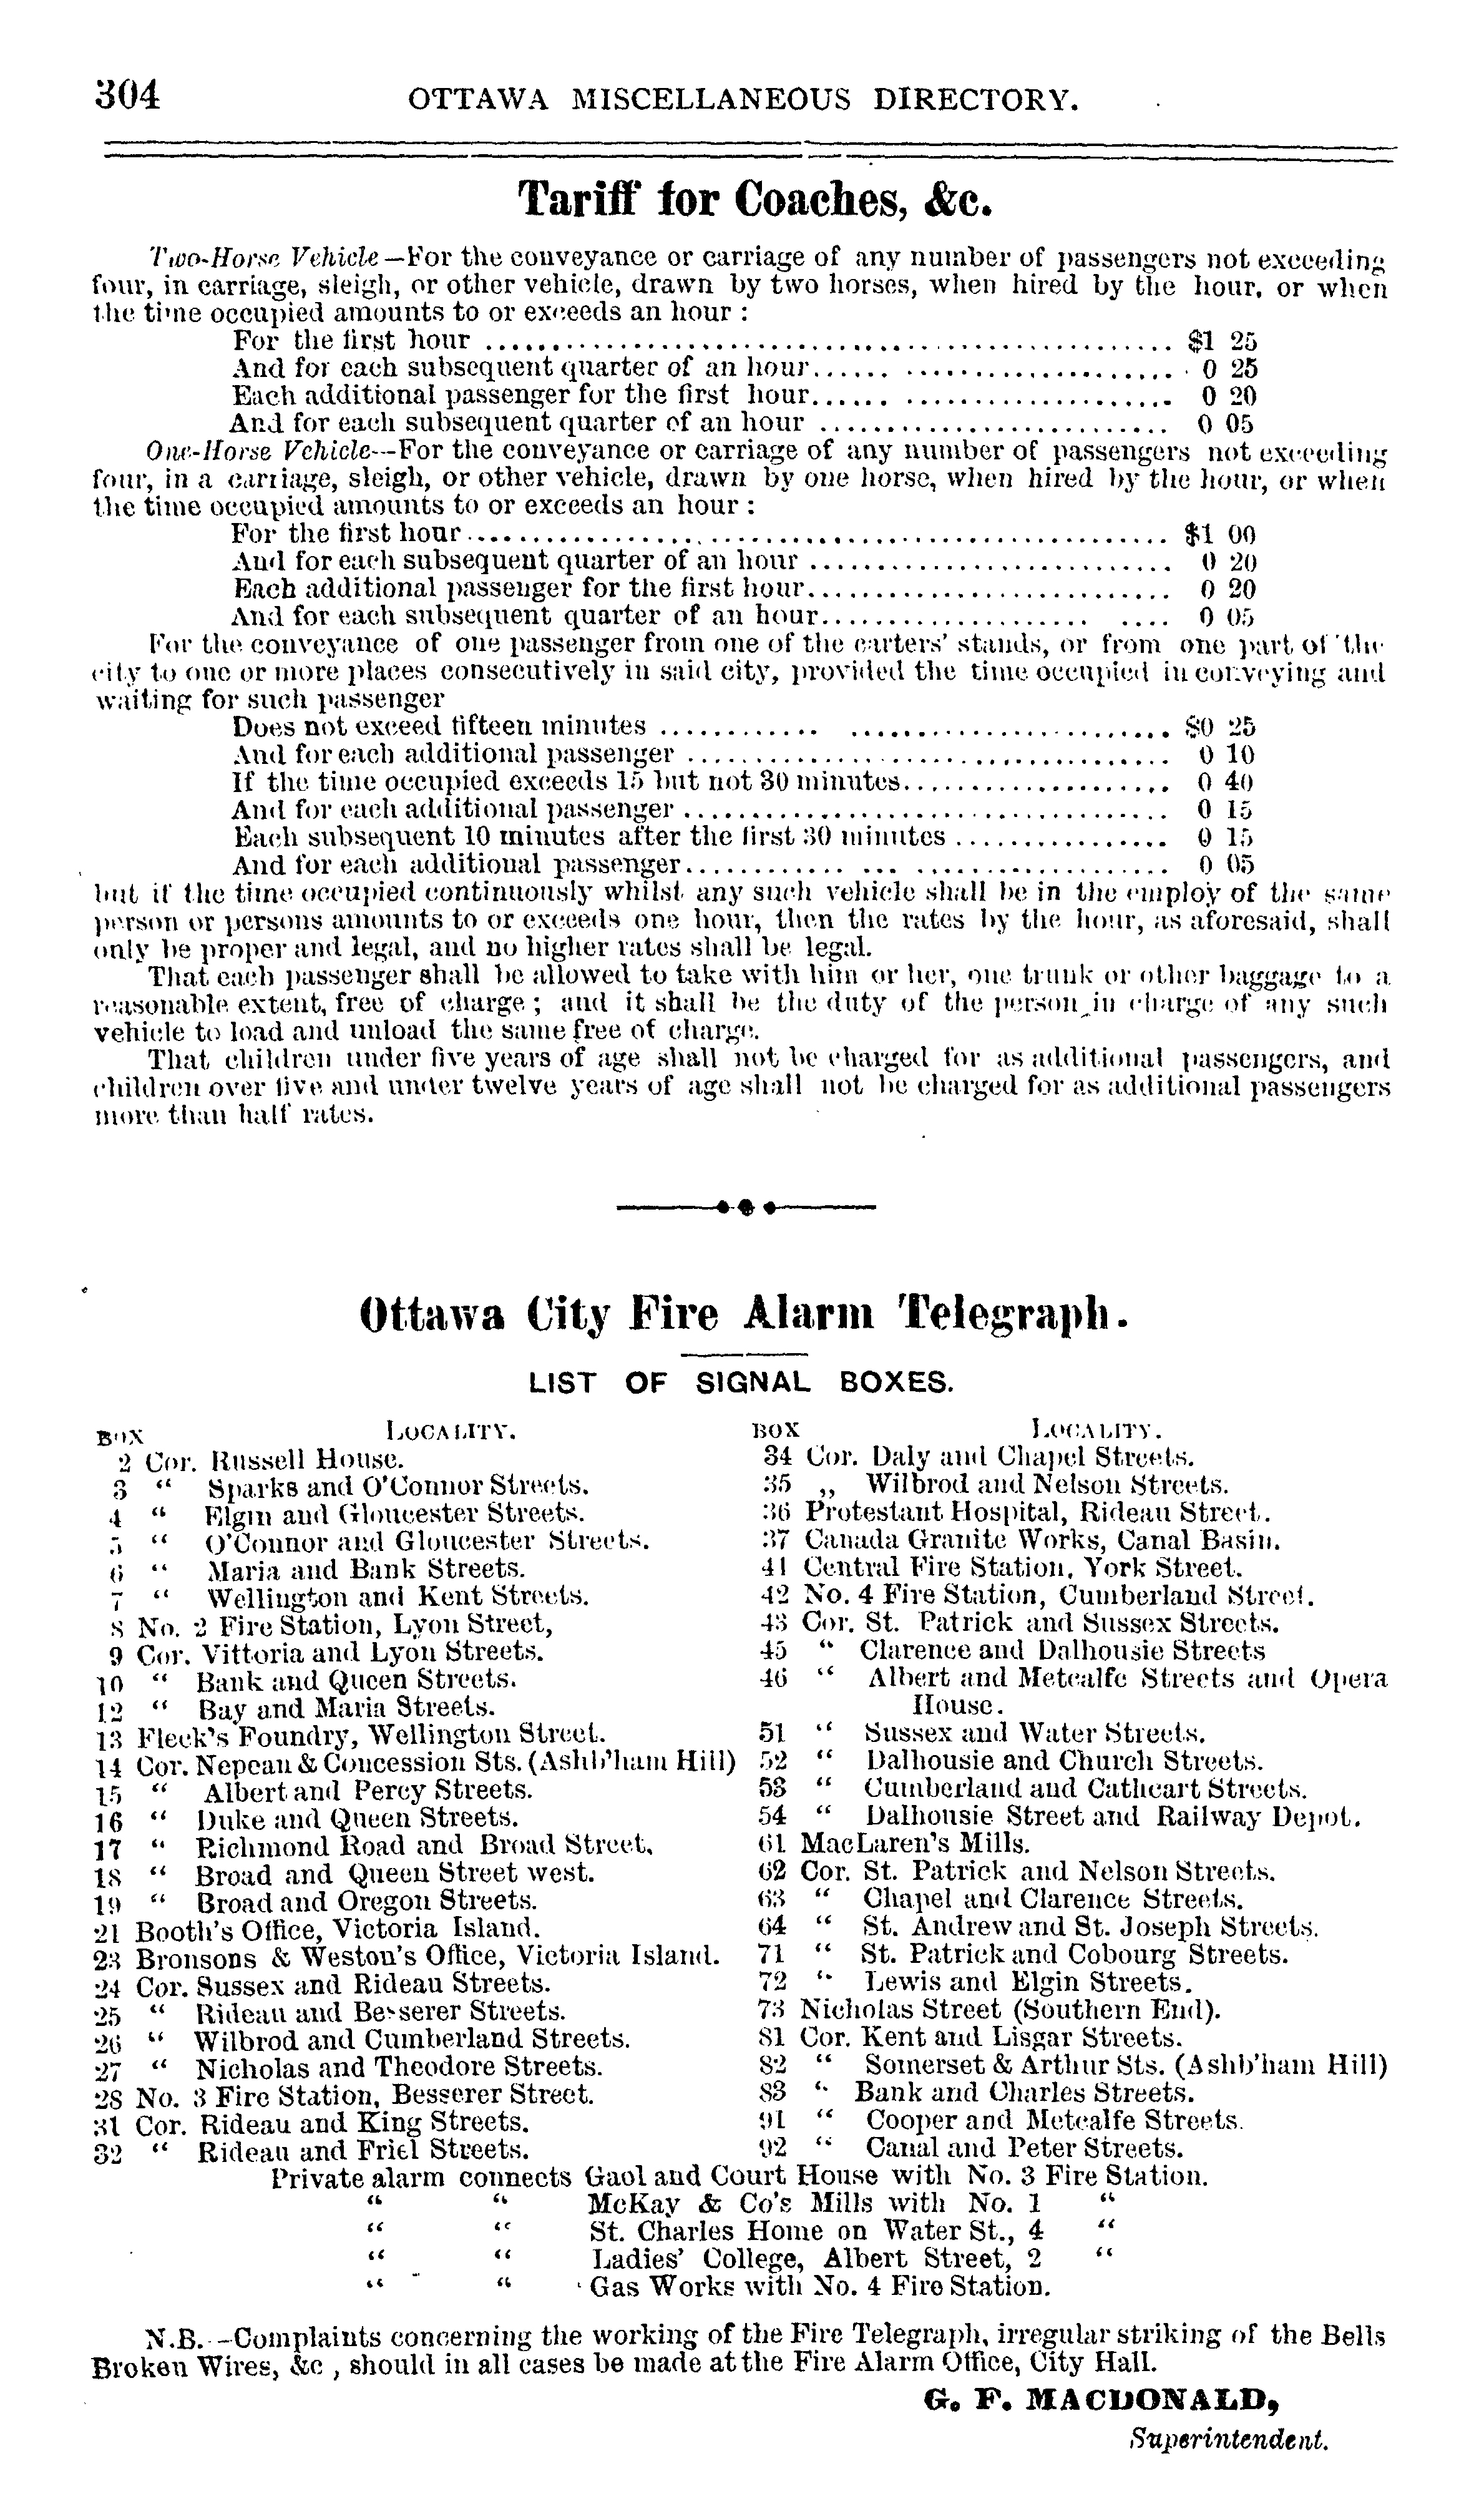 304 OTTAWA MISCELLANEOUS DIRECTORY.
Tariff for Coaches, &c.
Two-Horse Vehicle—For the conveyance or carriage of any number of passengers not exceeding
four, in carriage, sleigh, or other vehicle, drawn by two horses, when hired by the hour, or when
the time occupied amounts to or exceeds an hour :
For the first hour ........ $1 25
And for each subsequent quarter of an hour........ 0 25
Each additional passenger for the first hour........ 0 20
And for each subsequent quarter of an hour ........ 0 05
One-Horse Vehicle--For the conveyance or carriage of any number of passengers not exceeding
four, in a carriage, sleigh, or other vehicle, drawn by one horse, when hired by the hour, or when
the time occupied amounts to or exceeds an hour :
For the first hour........ $1 00
And for each subsequent quarter of an hour ........ 0 20
Each additional passenger for the first hour........ 0 20
And for each subsequent quarter of an hour........ 0 05
For the conveyance of one passenger from one of the carters' stands, or from one part of the
city to one or more places consecutively in said city, provided the time occupied in conveying and
waiting for such passenger
Does not exceed fifteen minutes ........ $0 25
And for each additional passenger ........ 0 10
If the time occupied exceeds 15 but not 30 minutes........ 0 40
And for each additional passenger ........ 0 15
Each subsequent 10 minutes after the first 30 minutes ........ 0 15
And for each additional passenger........ 0 05
but if the time occupied continuously whilst any such vehicle shall be in the employ of the same
person or persons amounts to or exceeds one hour, then the rates by the hour, as aforesaid, shall
only be proper and legal, and no higher rates shall be legal.
That each passenger shall be allowed to take with him or her, one trunk or other baggage to a
reasonable extent, free of charge ; and it shall be the duty of the person in charge of any such
vehicle to load and unload the same free of charge.
That children under five years of age shall not be charged for as additional passengers, and
children over five and under twelve years of age shall not be charged for as additional passengers
more than half rates.
Ottawa City Fire Alarm Telegraph.
LIST OF SIGNAL BOXES.
BOX LOCALITY.
2 Cor. Russell House.
3 “ Sparks and O'Connor Streets.
4 “ Elgin and Gloucester Streets.
5 “ O'Connor and Gloucester Streets.
6 “ Maria and Bank Streets.
7 “ Wellington and Kent Streets.
8 No. 2 Fire Station, Lyon Street,
9 Cor. Vittoria and Lyon Streets.
10 “ Bank and Queen Streets.
12 “ Bay and Maria Streets.
13 Fleck's Foundry, Wellington Street.
14 Cor. Nepean & Concession Sts. (Ashb'ham Hill)
15 “ Albert and Percy Streets.
16 “ Duke and Queen Streets.
17 “ Richmond Road and Broad Street.
18 “ Broad and Queen Street west.
19 “ Broad and Oregon Streets.
21 Booth's Office, Victoria Island.
23 Bronsons & Weston's Office, Victoria Island.
24 Cor. Sussex and Rideau Streets.
25 “ Rideau and Besserer Streets.
26 “ Wilbrod and Cumberland Streets.
27 “ Nicholas and Theodore Streets.
28 No. 3 Fire Station, Besserer Street.
31 Cor. Rideau and King Streets.
32 “ Rideau and Friel Streets.
BOX LOCALITY.
34 Cor. Daly and Chapel Streets.
35 ,, Wilbrod and Nelson Streets.
36 Protestant Hospital, Rideau Street.
37 Canada Granite Works, Canal Basin.
41 Central Fire Station, York Street.
42 No. 4 Fire Station, Cumberland Street.
43 Cor. St. Patrick and Sussex Streets.
45 “ Clarence and Dalhousie Streets
46 “ Albert and Metcalfe Streets and Opera
House.
51 “ Sussex and Water Streets.
52 “ Dalhousie and Church Streets.
53 “ Cumberland and Cathcart Streets.
54 “ Dalhousie Street and Railway Depot.
61 MacLaren's Mills.
62 Cor. St. Patrick and Nelson Streets.
63 “ Chapel and Clarence Streets.
64 “ St. Andrew and St. Joseph Streets.
71 “ St. Patrick and Cobourg Streets.
72 “ Lewis and Elgin Streets.
73 Nicholas Street (Southern End).
81 Cor. Kent and Lisgar Streets.
82 “ Somerset & Arthur Sts. (Ashb'ham Hill)
83 “ Bank and Charles Streets.
91 “ Cooper and Metcalfe Streets.
92 “ Canal and Peter Streets.
Private alarm connects Gaol and Court House with No. 3 Fire Station.
“ “ McKay & Co's Mills with No. 1 “
“ “ St. Charles Home on Water St., 4 “
“ “ Ladies' College, Albert Street, 2 “
“ “ Gas Works with No. 4 Fire Station.
N.B.—Complaints concerning the working of the Fire Telegraph, irregular striking of the Bells
Broken Wires, &c , should in all cases be made at the Fire Alarm Office, City Hall.
G. F. MACDONALD,
Superintendent.